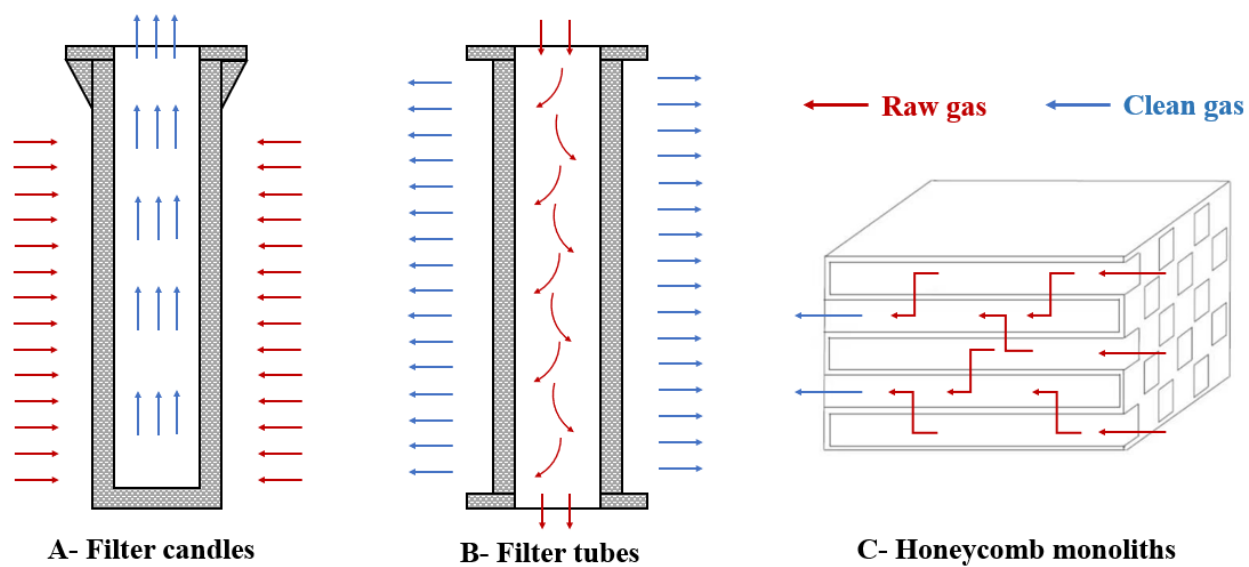 Raw gas
Clean gas
A- Filter candles
B- Filter tubes
C- Honeycomb monoliths